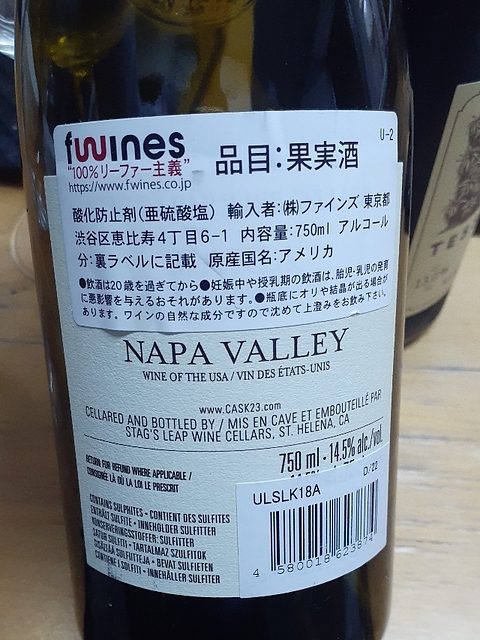 fwines
"100%リーファー主義"
https://www.fwines.co.jp
品目:果実酒
U-2
酸化防止剤(亜硫酸塩) 輸入者:㈱ファインズ 東京都
渋谷区恵比寿4丁目6-1 内容量:750ml アルコール
分:裏ラベルに記載 原産国名:アメリカ
●飲酒は20歳を過ぎてから●妊娠中や授乳期の飲酒は、胎児・乳児の発育
に悪影響を与えるおそれがあります。●瓶底にオリや結晶が出る場合が
あります。ワインの自然な成分ですので沈めて上澄みをお飲み下さい。
NAPA VALLEY
WINE OF THE USA / VIN DES ÉTATS-UNIS
www.CASK23.com
CELLARED AND BOTTLED BY / MIS EN CAVE ET EMBOUTEILLÉ PAR
STAG'S LEAP WINE CELLARS, ST. HELENA, CA
RETURN FOR REFUND WHERE APPLICABLE /
CONSIGNÉE LÀ OÙ LA LOI LE PRESCRIT
750 ml • 14.5% alc./vol.
D/22
CONTAINS SULPHITES • CONTIENT DES SULFITES
ENTHÄLT SULFITE • INNEHOLDER SULFITTER
KONSERVERINGSSTOFFER: SULFITTER
SATUR SULFĪTI • TARTALMAZ SZULFITOK
SISÄLTÄÄ SULFIITTEJA • BEVAT SULFIETEN
CONTIENE I SOLFITI • INNEHÅLLER SULFITER
ULSLK18A
4 580018 623874
TES